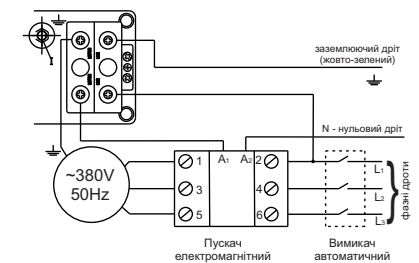 заземлюючий дріт
(жовто-зелений)
N - нульовий дріт
~380V
50Hz
1 A1 A2 2
3 4
5 6
L1
L2
L3
фазні дроти
Пускач
електромагнітний
Вимикач
автоматичний